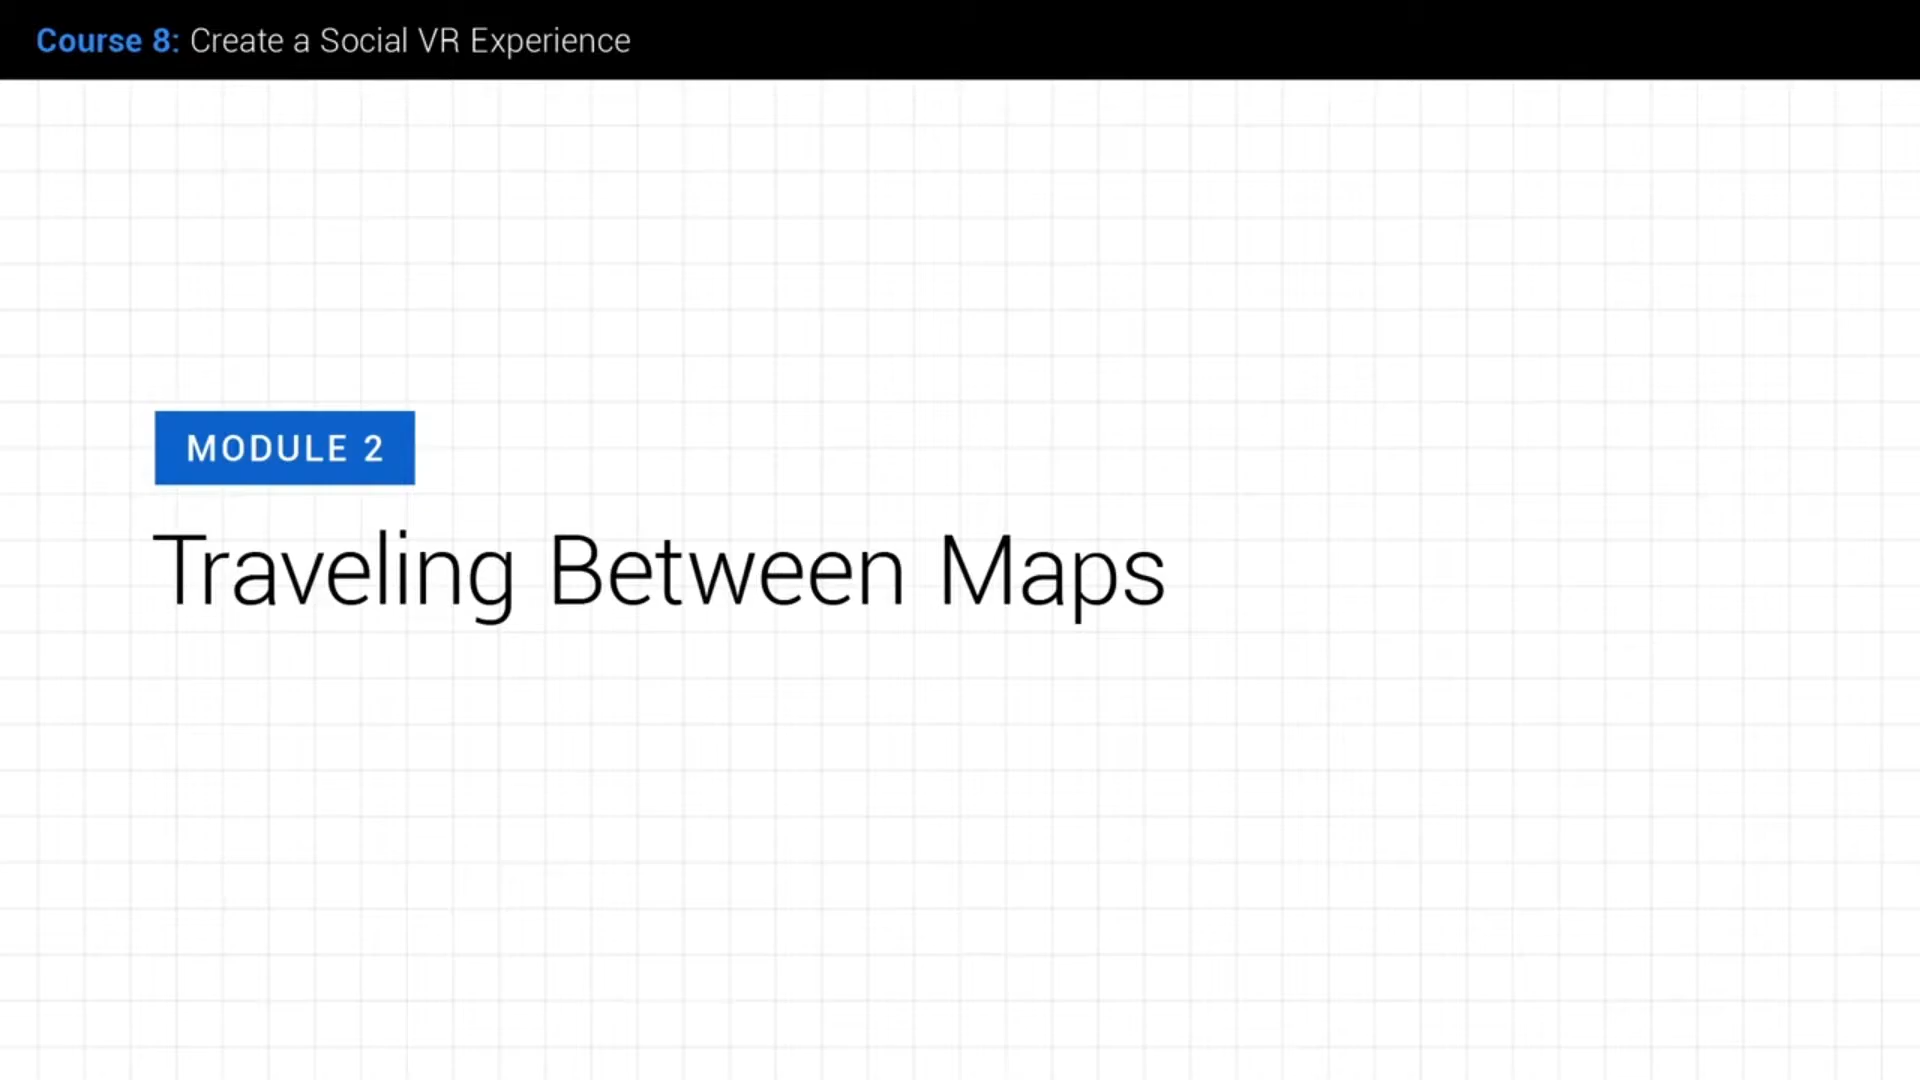 Course 8: Create a Social VR Experience
MODULE 2
Traveling Between Maps